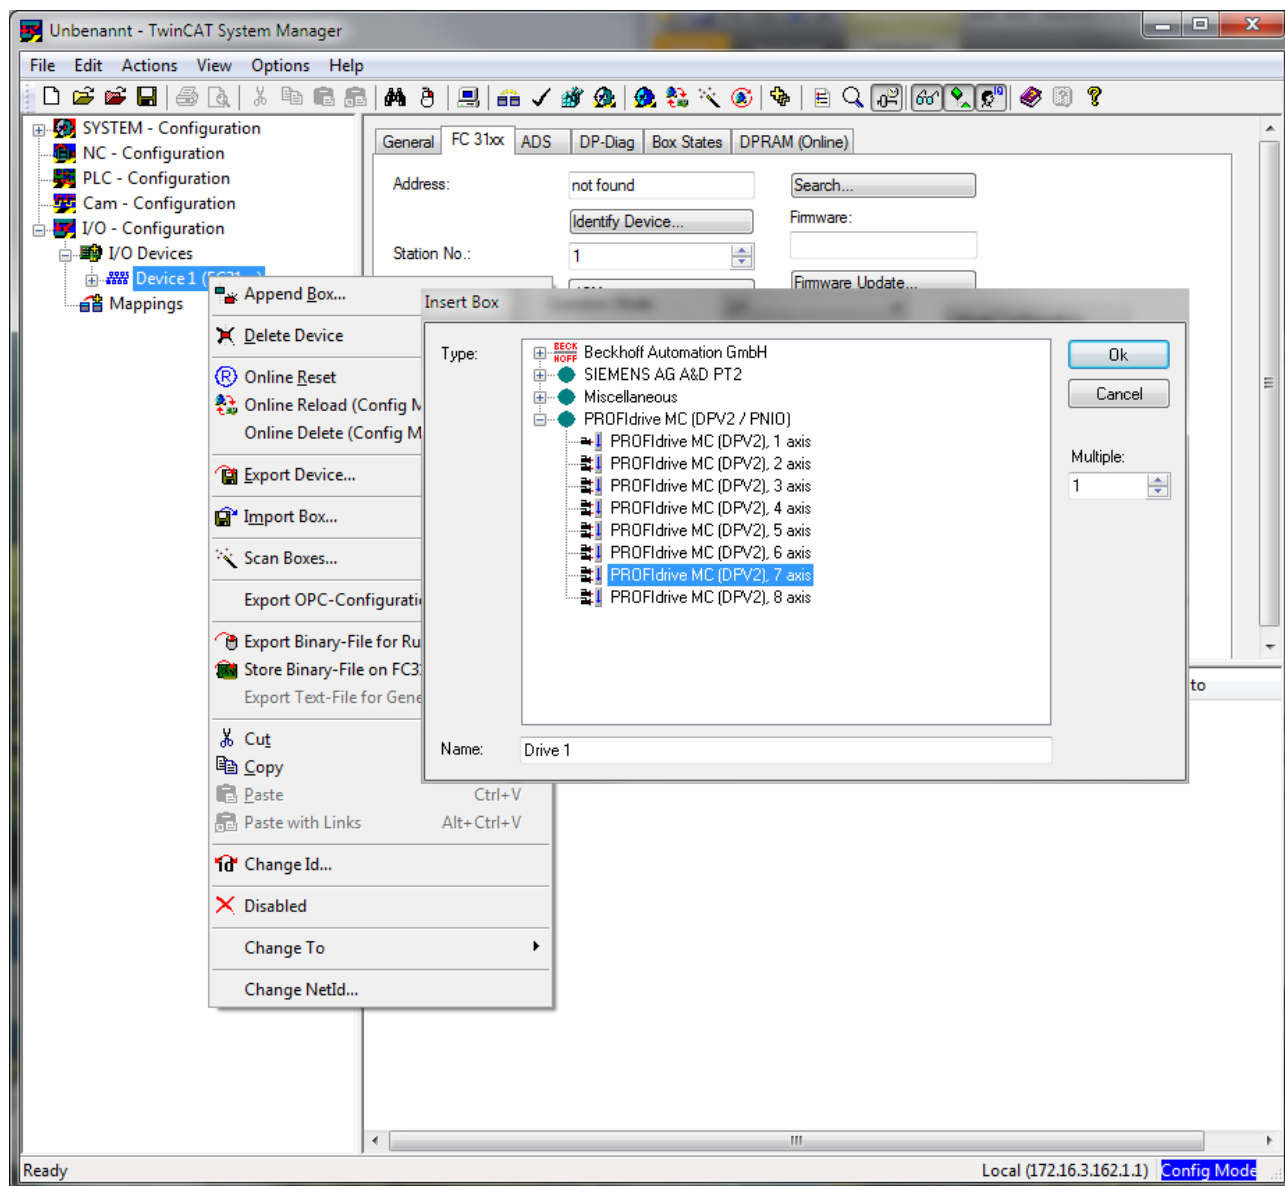 Unbenannt - TwinCAT System Manager
File Edit Actions View Options Help
SYSTEM - Configuration
NC - Configuration
PLC - Configuration
Cam - Configuration
I/O - Configuration
I/O Devices
Device 1
Mappings
General FC 31xx ADS DP-Diag Box States DPRAM (Online)
Address: not found Search...
Identify Device... Firmware:
Station No.: 1
Firmware Update...
Append Box...
Delete Device
Online Reset
Online Reload (Config M
Online Delete (Config M
Export Device...
Import Box...
Scan Boxes...
Export OPC-Configurati
Export Binary-File for Ru
Store Binary-File on FC3
Export Text-File for Gene
Cut
Copy
Paste Ctrl+V
Paste with Links Alt+Ctrl+V
Change Id...
Disabled
Change To
Change NetId...
Insert Box
Type:
BECKHOFF Beckhoff Automation GmbH
SIEMENS AG A&D PT2
Miscellaneous
PROFIdrive MC (DPV2 / PNIO)
PROFIdrive MC (DPV2), 1 axis
PROFIdrive MC (DPV2), 2 axis
PROFIdrive MC (DPV2), 3 axis
PROFIdrive MC (DPV2), 4 axis
PROFIdrive MC (DPV2), 5 axis
PROFIdrive MC (DPV2), 6 axis
PROFIdrive MC (DPV2), 7 axis
PROFIdrive MC (DPV2), 8 axis
Ok
Cancel
Multiple:
1
Name: Drive 1
to
Ready Local (172.16.3.162.1.1) Config Mode